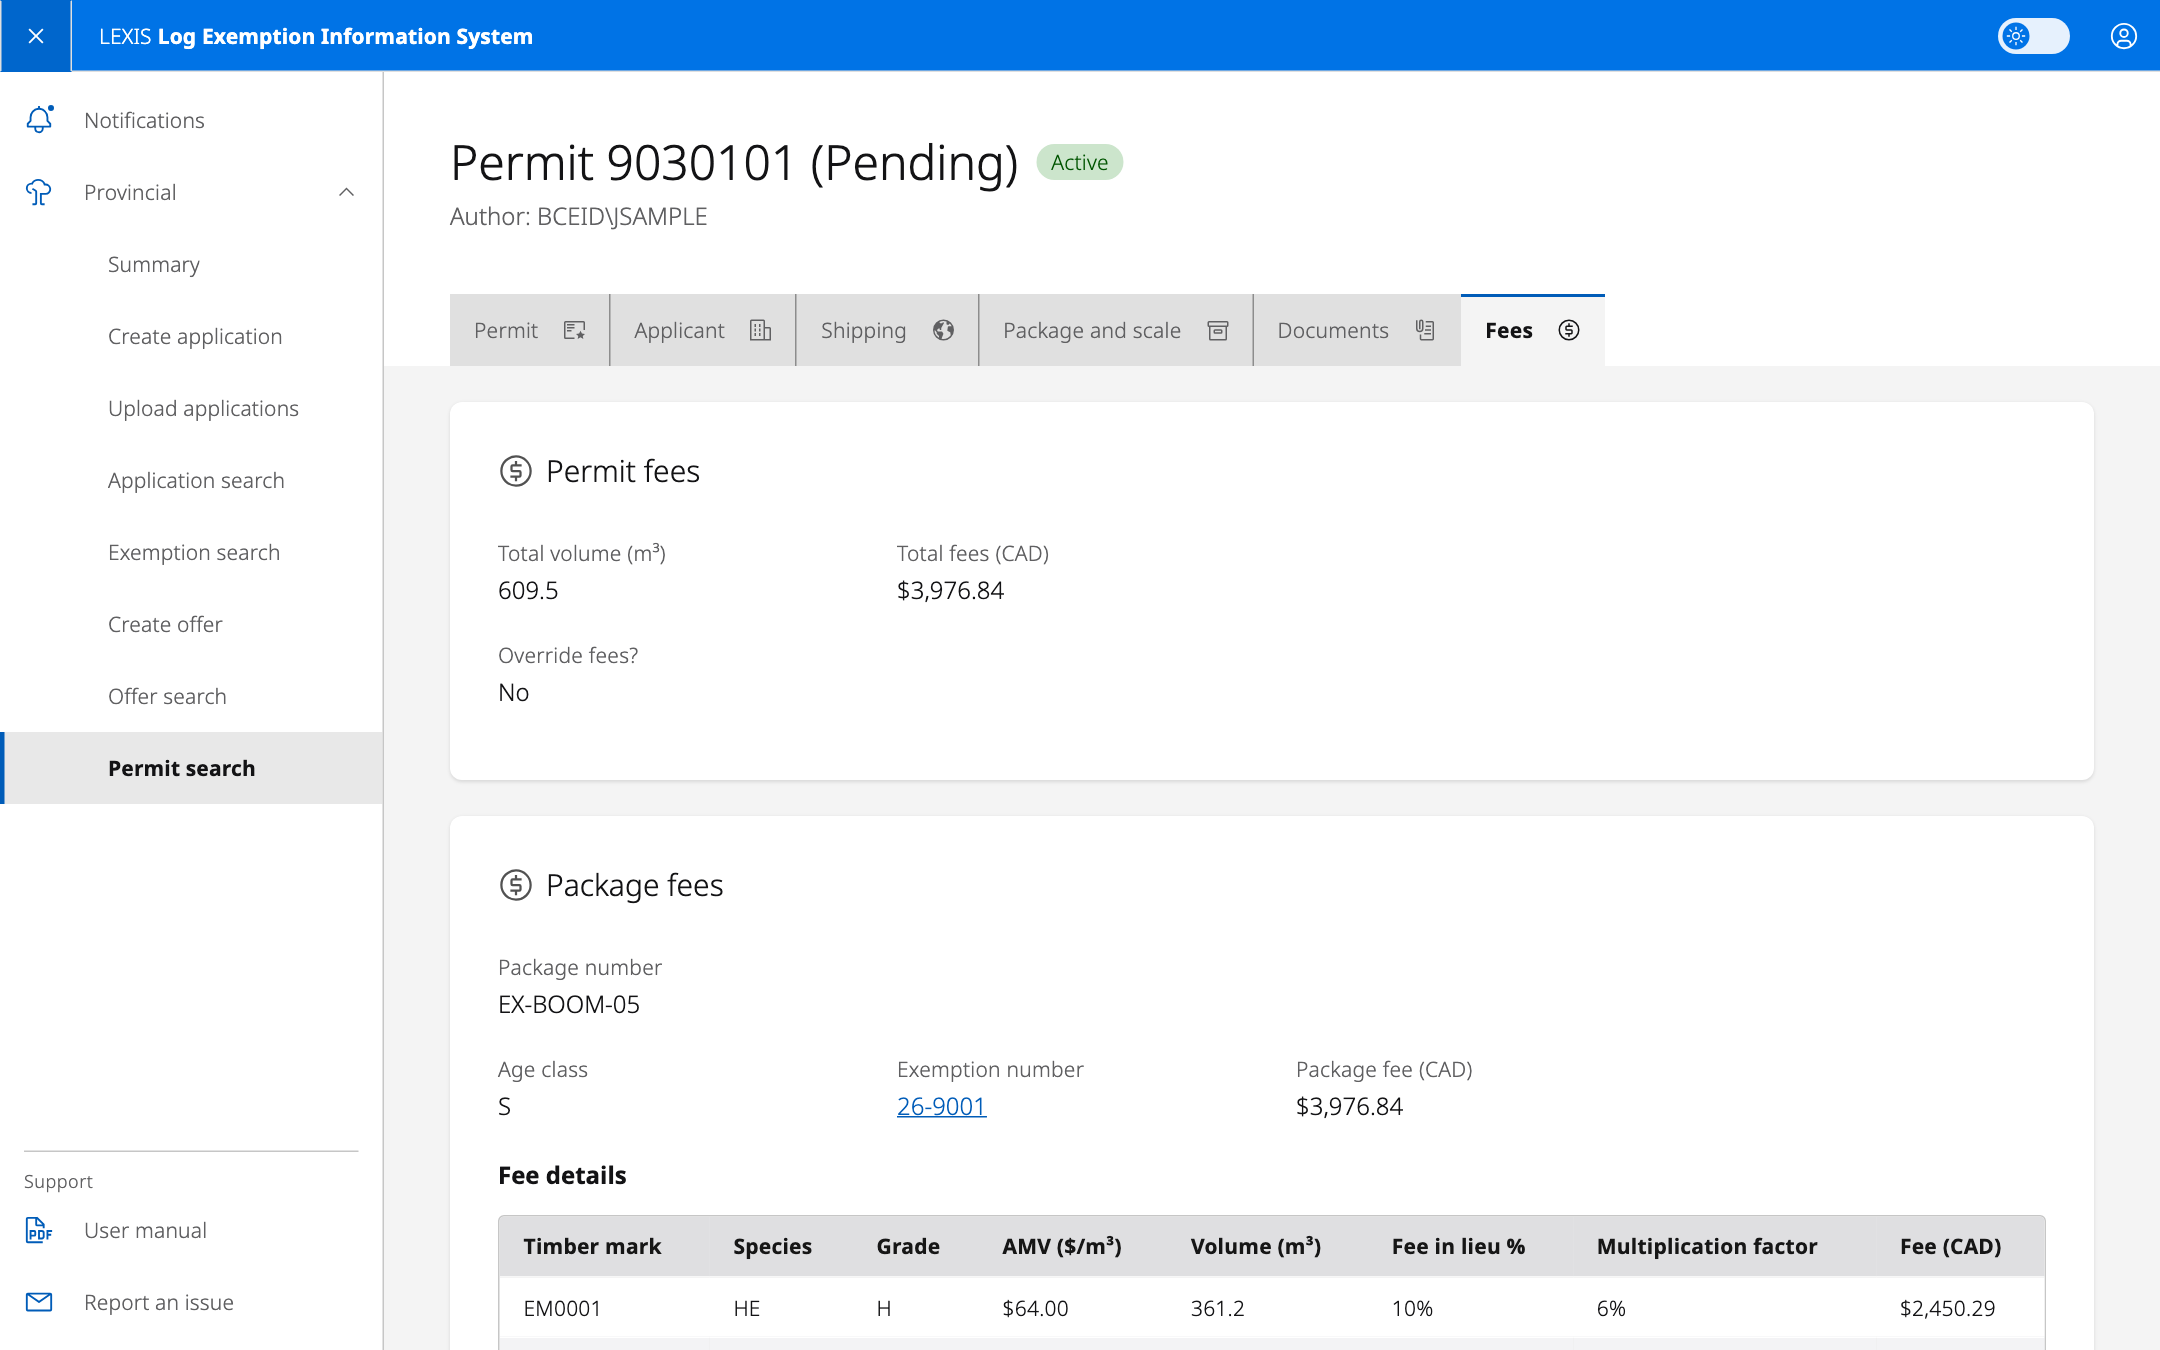 LEXIS Log Exemption Information System
Notifications
Provincial
Summary
Create application
Upload applications
Application search
Exemption search
Create offer
Offer search
Permit search
Support
PDF User manual
Report an issue
Permit 9030101 (Pending) Active
Author: BCEID\JSAMPLE
Permit Applicant Shipping Package and scale Documents Fees
Permit fees
Total volume (m³) Total fees (CAD)
609.5 $3,976.84
Override fees?
No
Package fees
Package number
EX-BOOM-05
Age class Exemption number Package fee (CAD)
S 26-9001 $3,976.84
Fee details
Timber mark Species Grade AMV ($/m³) Volume (m³) Fee in lieu % Multiplication factor Fee (CAD)
EM0001 HE H $64.00 361.2 10% 6% $2,450.29